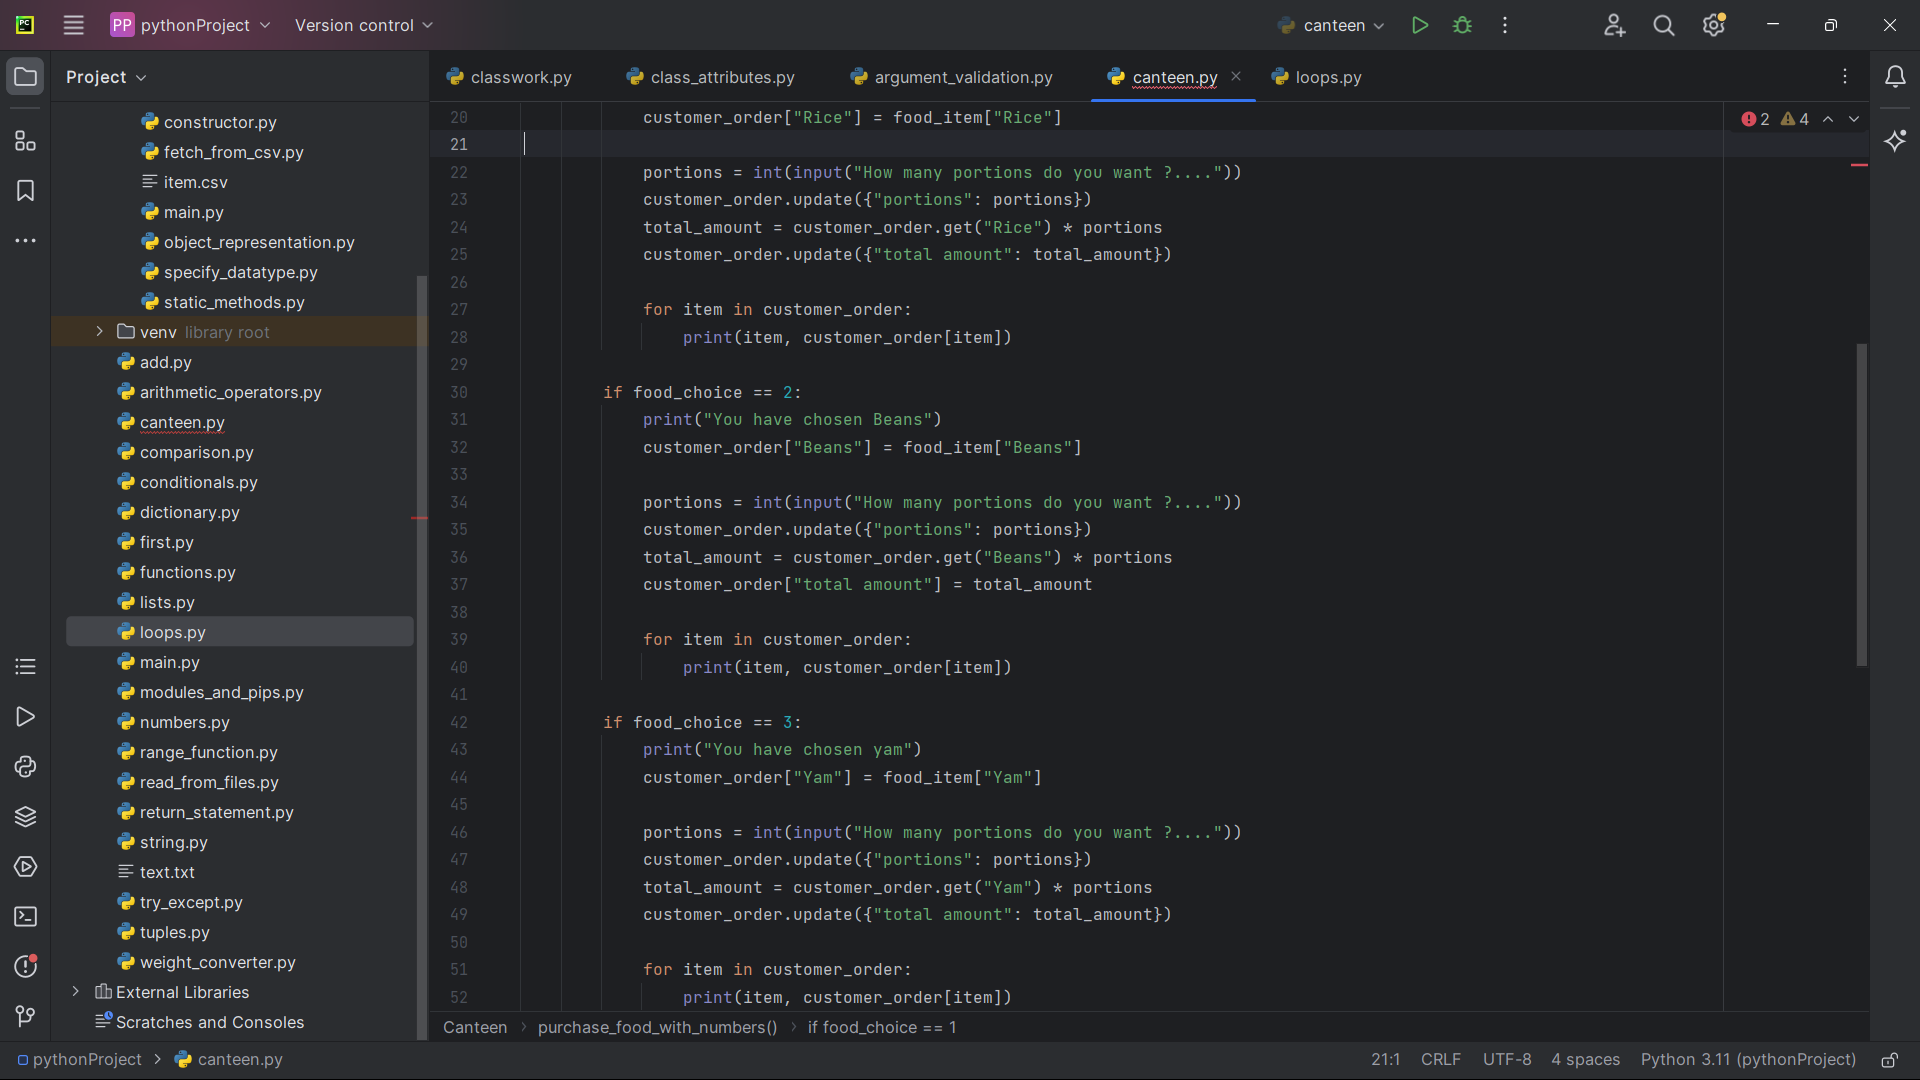 PC
PP pythonProject Version control
canteen
Project
classwork.py class_attributes.py argument_validation.py canteen.py loops.py
constructor.py
fetch_from_csv.py
item.csv
main.py
object_representation.py
specify_datatype.py
static_methods.py
venv library root
add.py
arithmetic_operators.py
canteen.py
comparison.py
conditionals.py
dictionary.py
first.py
functions.py
lists.py
loops.py
main.py
modules_and_pips.py
numbers.py
range_function.py
read_from_files.py
return_statement.py
string.py
text.txt
try_except.py
tuples.py
weight_converter.py
External Libraries
Scratches and Consoles
2 4
20 customer_order["Rice"] = food_item["Rice"]
21
22 portions = int(input("How many portions do you want ?...."))
23 customer_order.update({"portions": portions})
24 total_amount = customer_order.get("Rice") * portions
25 customer_order.update({"total amount": total_amount})
26
27 for item in customer_order:
28 print(item, customer_order[item])
29
30 if food_choice == 2:
31 print("You have chosen Beans")
32 customer_order["Beans"] = food_item["Beans"]
33
34 portions = int(input("How many portions do you want ?...."))
35 customer_order.update({"portions": portions})
36 total_amount = customer_order.get("Beans") * portions
37 customer_order["total amount"] = total_amount
38
39 for item in customer_order:
40 print(item, customer_order[item])
41
42 if food_choice == 3:
43 print("You have chosen yam")
44 customer_order["Yam"] = food_item["Yam"]
45
46 portions = int(input("How many portions do you want ?...."))
47 customer_order.update({"portions": portions})
48 total_amount = customer_order.get("Yam") * portions
49 customer_order.update({"total amount": total_amount})
50
51 for item in customer_order:
52 print(item, customer_order[item])
Canteen > purchase_food_with_numbers() > if food_choice == 1
pythonProject > canteen.py
21:1 CRLF UTF-8 4 spaces Python 3.11 (pythonProject)